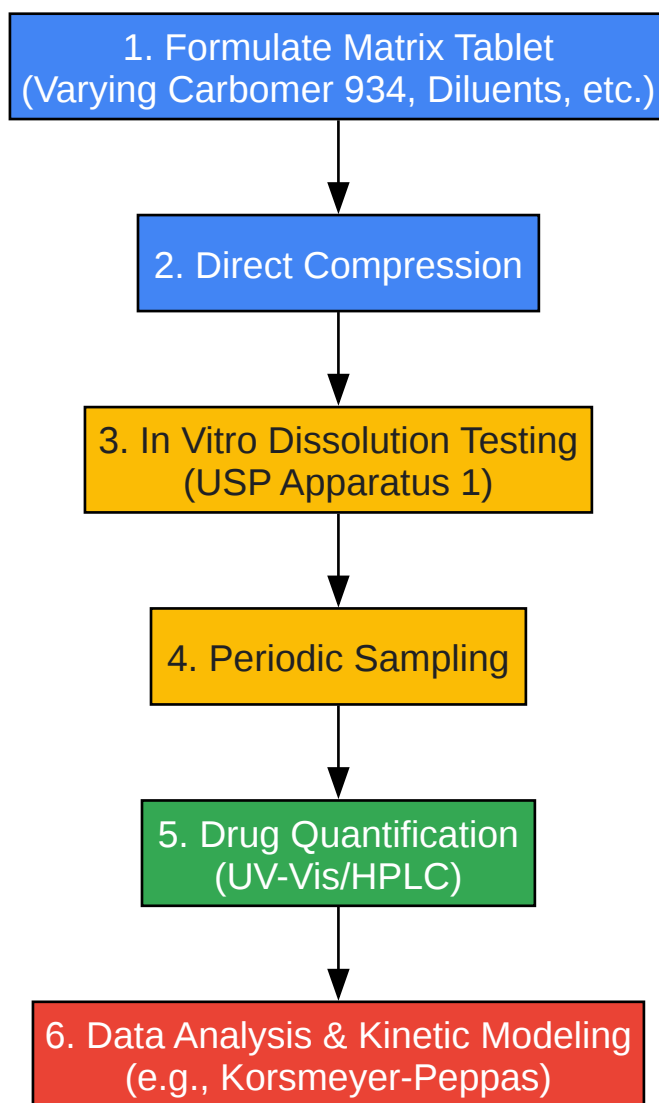 1. Formulate Matrix Tablet
(Varying Carbomer 934, Diluents, etc.)
2. Direct Compression
3. In Vitro Dissolution Testing
(USP Apparatus 1)
4. Periodic Sampling
5. Drug Quantification
(UV-Vis/HPLC)
6. Data Analysis & Kinetic Modeling
(e.g., Korsmeyer-Peppas)